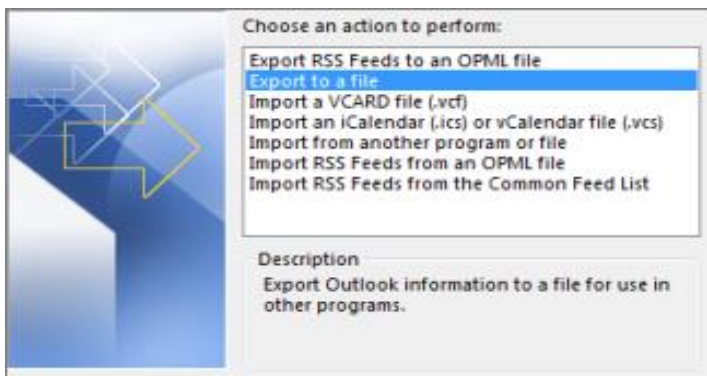 Choose an action to perform:
Export RSS Feeds to an OPML file
Export to a file
Import a VCARD file (.vcf)
Import an iCalendar (.ics) or vCalendar file (.vcs)
Import from another program or file
Import RSS Feeds from an OPML file
Import RSS Feeds from the Common Feed List
Description
Export Outlook information to a file for use in
other programs.